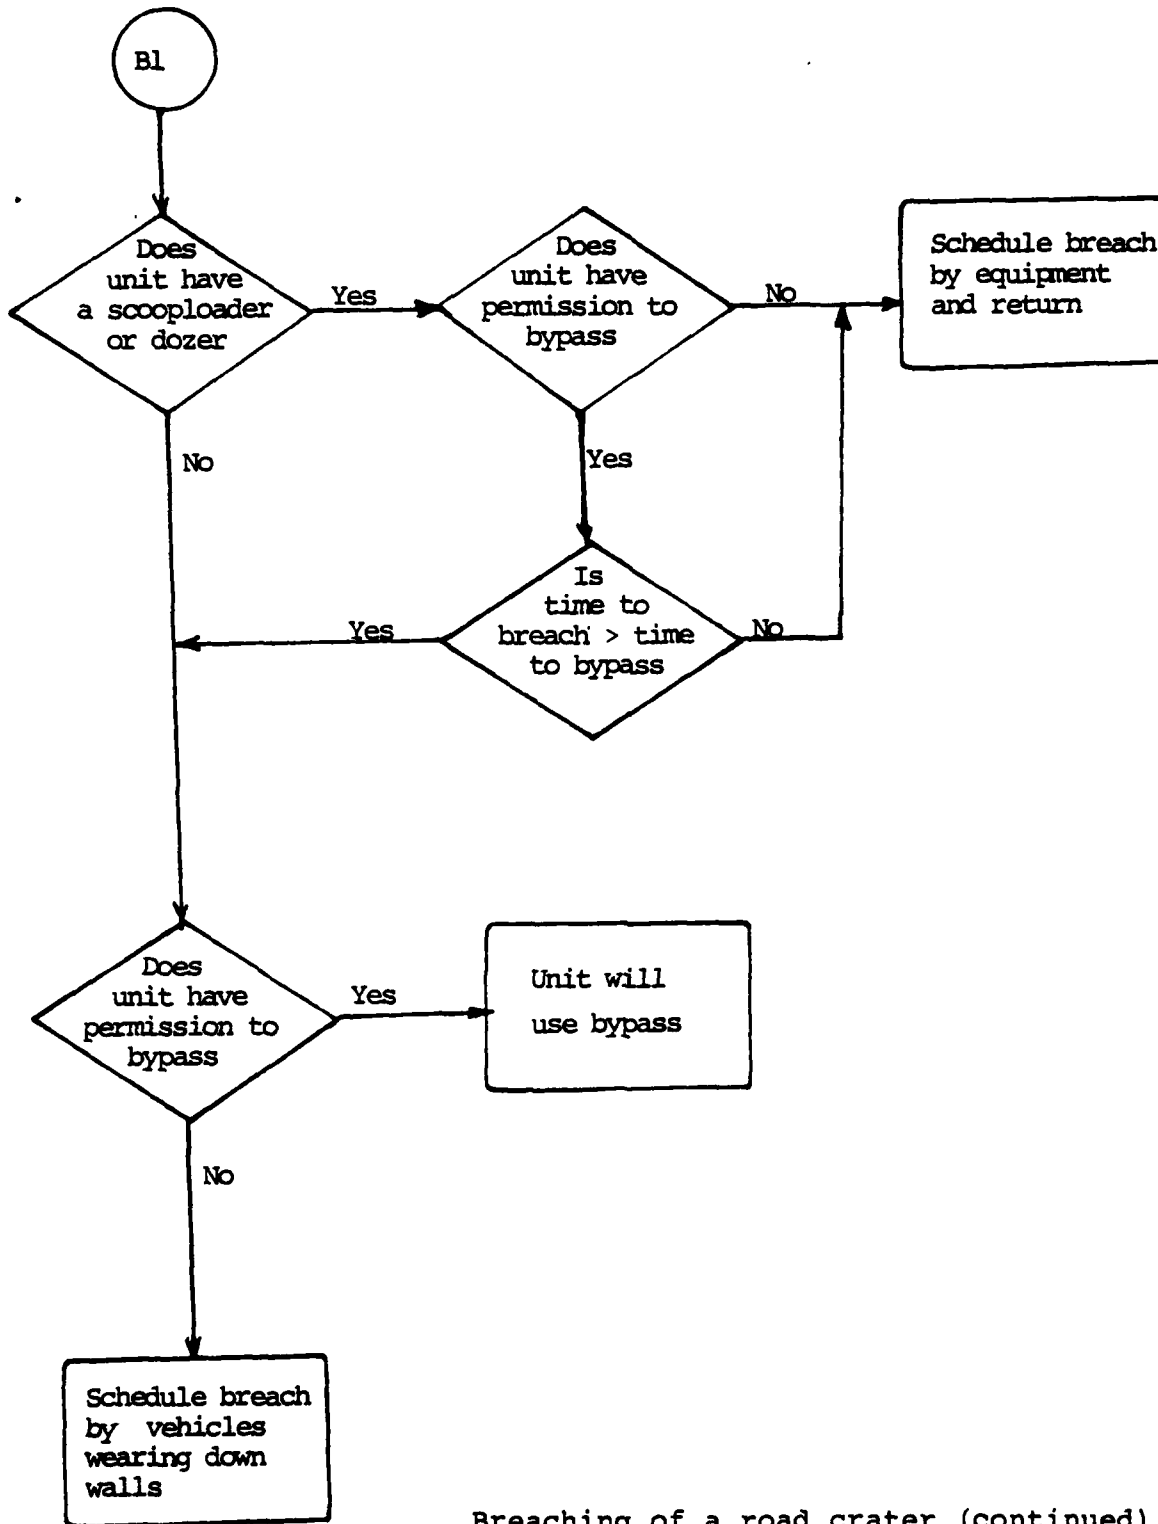 B1
Does
unit have
a scooploader
or dozer
Yes
Does
unit have
permission to
bypass
No
Schedule breach
by equipment
and return
No
Yes
Is
time to
breach > time
to bypass
Yes
No
Does
unit have
permission to
bypass
Yes
Unit will
use bypass
No
Schedule breach
by vehicles
wearing down
walls
Breaching of a road crater (continued)